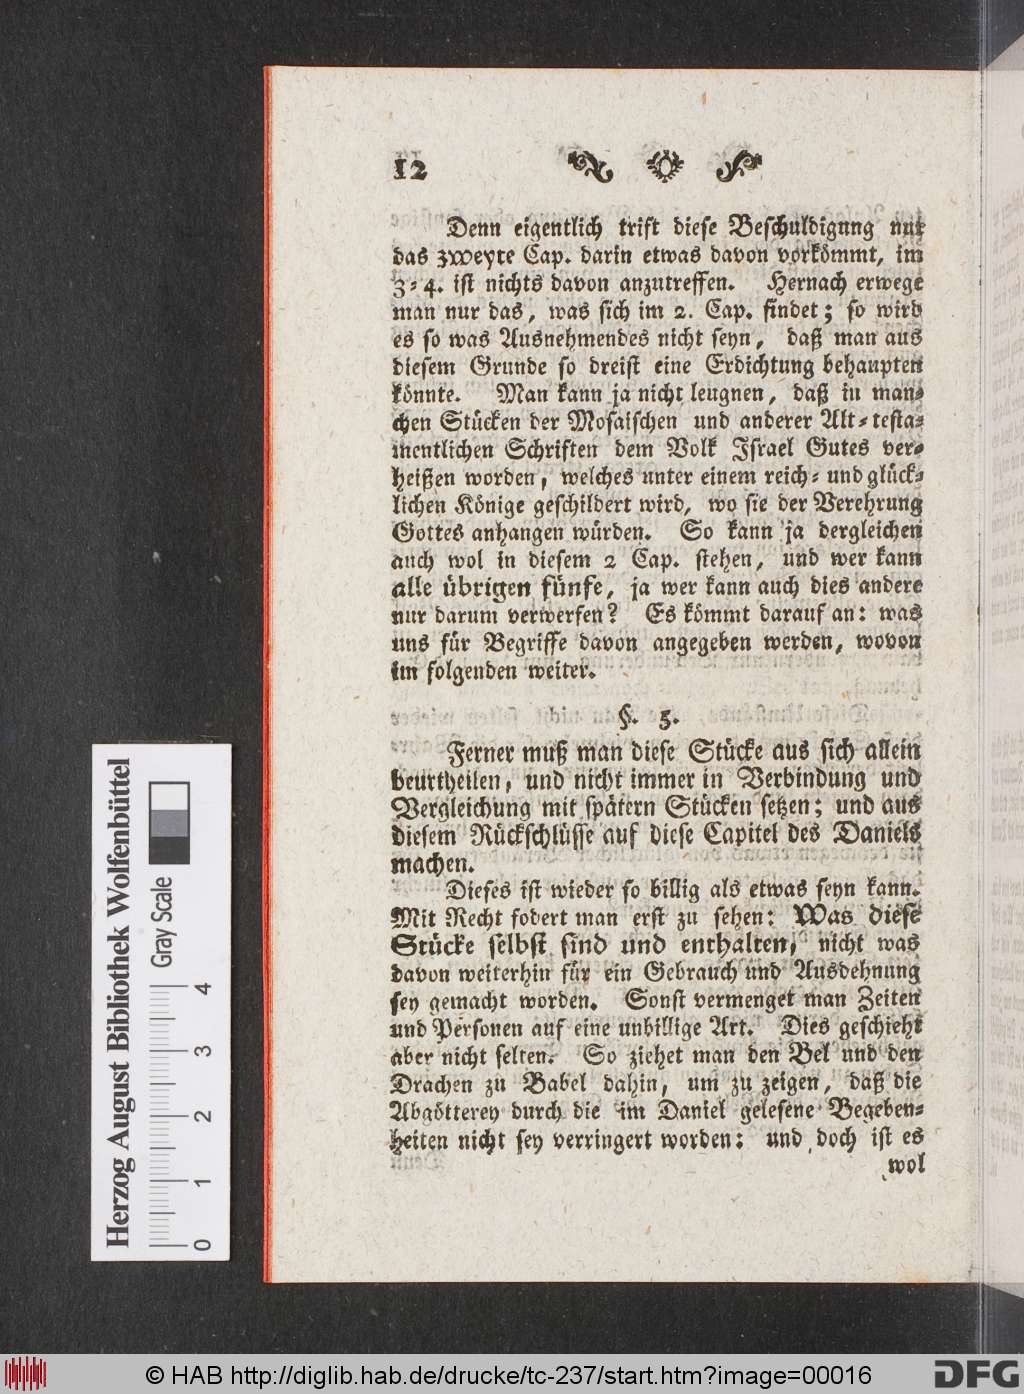 12
Denn eigentlich trift diese Beschuldigung nur
das zweyte Cap. darin etwas davon vorkömmt, im
3-4. ist nichts davon anzutreffen. Hernach erwege
man nur das, was sich im 2. Cap. findet; so wird
es so was Ausnehmendes nicht seyn, daß man aus
diesem Grunde so dreist eine Erdichtung behaupten
könnte. Man kann ja nicht leugnen, daß in man-
chen Stücken der Mosaischen und anderer Alt-testa-
mentlichen Schriften dem Volk Israel Gutes ver-
heißen worden, welches unter einem reich- und glück-
lichen Könige geschildert wird, wo sie der Verehrung
Gottes anhangen würden. So kann ja dergleichen
auch wol in diesem 2 Cap. stehen, und wer kann
alle übrigen fünfe, ja wer kann auch dies andere
nur darum verwerfen? Es kömmt darauf an: was
uns für Begriffe davon angegeben werden, wovon
im folgenden weiter.
§. 5.
Ferner muß man diese Stücke aus sich allein
beurtheilen, und nicht immer in Verbindung und
Vergleichung mit spätern Stücken setzen; und aus
diesem Rückschlüsse auf diese Capitel des Daniels
machen.
Dieses ist wieder so billig als etwas seyn kann.
Mit Recht fodert man erst zu sehen: Was diese
Stücke selbst sind und enthalten, nicht was
davon weiterhin für ein Gebrauch und Ausdehnung
sey gemacht worden. Sonst vermenget man Zeiten
und Personen auf eine unbillige Art. Dies geschieht
aber nicht selten. So ziehet man den Bel und den
Drachen zu Babel dahin, um zu zeigen, daß die
Abgötterey durch die im Daniel gelesene Begeben-
heiten nicht sey verringert worden: und doch ist es
wol
Herzog August Bibliothek Wolfenbüttel
Gray Scale
0 1 2 3 4
© HAB http://diglib.hab.de/drucke/tc-237/start.htm?image=00016
DFG